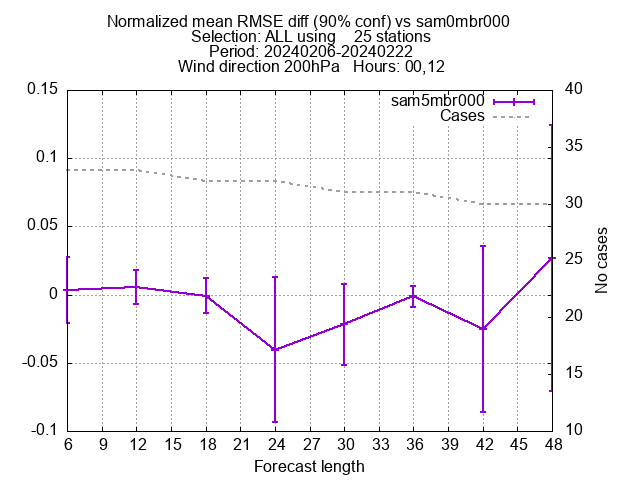 Normalized mean RMSE diff (90% conf) vs sam0mbr000
Selection: ALL using    25 stations
Period: 20240206-20240222
Wind direction 200hPa   Hours: 00,12
sam5mbr000
Cases
0.15
0.1
0.05
0
-0.05
-0.1
40
35
30
25
20
15
10
No cases
6 9 12 15 18 21 24 27 30 33 36 39 42 45 48
Forecast length